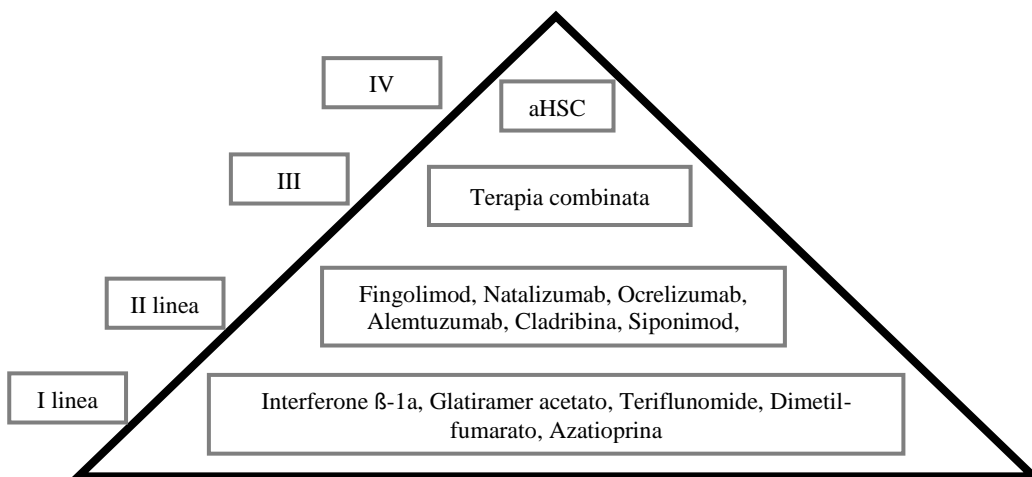 IV
aHSC
III
Terapia combinata
II linea
Fingolimod, Natalizumab, Ocrelizumab,
Alemtuzumab, Cladribina, Siponimod,
I linea
Interferone ß-1a, Glatiramer acetato, Teriflunomide, Dimetil-
fumarato, Azatioprina